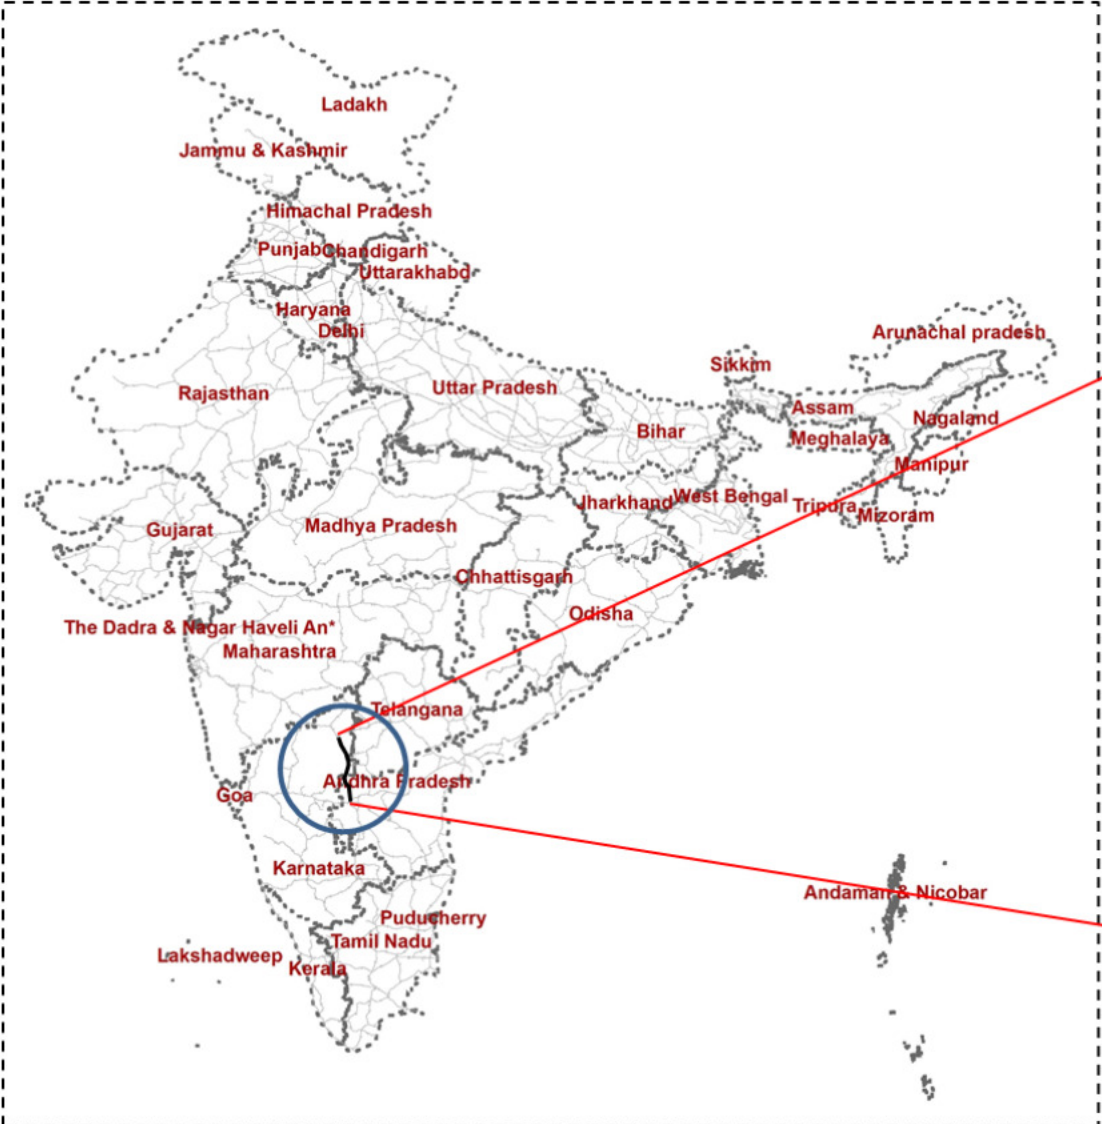 Ladakh
Jammu & Kashmir
Himachal Pradesh
Punjab
Chandigarh
Uttarakhabd
Haryana
Delhi
Arunachal pradesh
Sikkim
Rajasthan
Uttar Pradesh
Assam
Nagaland
Bihar
Meghalaya
Manipur
Jharkhand
West Bengal
Tripura
Mizoram
Gujarat
Madhya Pradesh
Chhattisgarh
Odisha
The Dadra & Nagar Haveli An*
Maharashtra
Telangana
Andhra Pradesh
Goa
Karnataka
Andaman & Nicobar
Puducherry
Tamil Nadu
Lakshadweep
Kerala